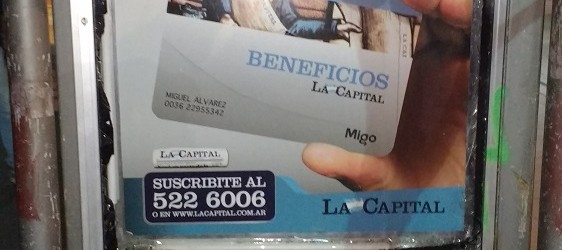 BENEFICIOS
LA CAPITAL
MIGUEL ALVAREZ
0036 22955342
Migo
LA CAPITAL
SUSCRIBITE AL
522 6006
O EN WWW.LACAPITAL.COM.AR
LA CAPITAL